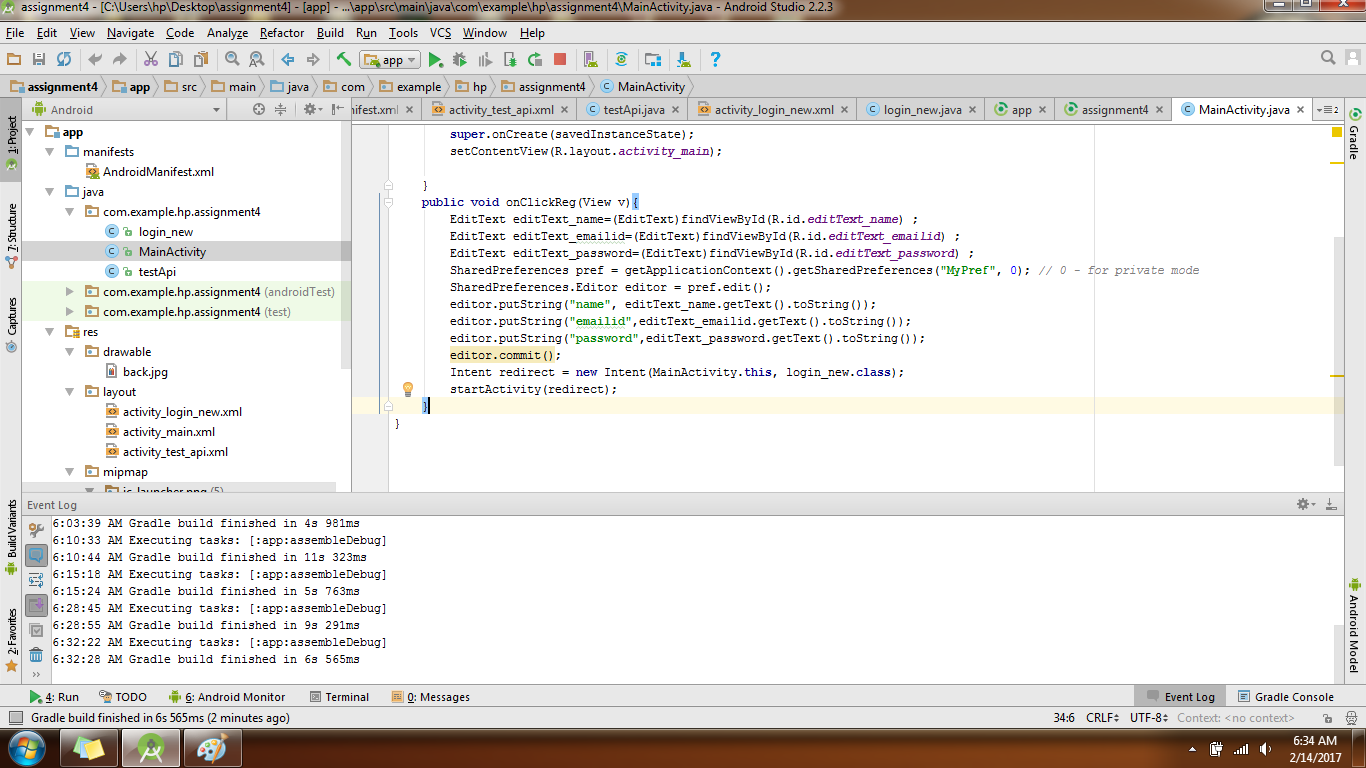 assignment4 - [C:\Users\hp\Desktop\assignment4] - [app] - ...\app\src\main\java\com\example\hp\assignment4\MainActivity.java - Android Studio 2.2.3
File Edit View Navigate Code Analyze Refactor Build Run Tools VCS Window Help
app
assignment4 app src main java com example hp assignment4 MainActivity
Android
nifest.xml activity_test_api.xml testApi.java activity_login_new.xml login_new.java app assignment4 MainActivity.java 2
1: Project
7: Structure
Captures
Build Variants
2: Favorites
app
manifests
AndroidManifest.xml
java
com.example.hp.assignment4
login_new
MainActivity
testApi
com.example.hp.assignment4 (androidTest)
com.example.hp.assignment4 (test)
res
drawable
back.jpg
layout
activity_login_new.xml
activity_main.xml
activity_test_api.xml
mipmap
ic_launcher.png (5)
super.onCreate(savedInstanceState);
setContentView(R.layout.activity_main);
}
public void onClickReg(View v){
EditText editText_name=(EditText)findViewById(R.id.editText_name) ;
EditText editText_emailid=(EditText)findViewById(R.id.editText_emailid) ;
EditText editText_password=(EditText)findViewById(R.id.editText_password) ;
SharedPreferences pref = getApplicationContext().getSharedPreferences("MyPref", 0); // 0 - for private mode
SharedPreferences.Editor editor = pref.edit();
editor.putString("name", editText_name.getText().toString());
editor.putString("emailid",editText_emailid.getText().toString());
editor.putString("password",editText_password.getText().toString());
editor.commit();
Intent redirect = new Intent(MainActivity.this, login_new.class);
startActivity(redirect);
}
}
Gradle
Android Model
Event Log
6:03:39 AM Gradle build finished in 4s 981ms
6:10:33 AM Executing tasks: [:app:assembleDebug]
6:10:44 AM Gradle build finished in 11s 323ms
6:15:18 AM Executing tasks: [:app:assembleDebug]
6:15:24 AM Gradle build finished in 5s 763ms
6:28:45 AM Executing tasks: [:app:assembleDebug]
6:28:55 AM Gradle build finished in 9s 291ms
6:32:22 AM Executing tasks: [:app:assembleDebug]
6:32:28 AM Gradle build finished in 6s 565ms
4: Run TODO 6: Android Monitor Terminal 0: Messages Event Log Gradle Console
Gradle build finished in 6s 565ms (2 minutes ago) 34:6 CRLF UTF-8 Context: <no context>
6:34 AM
2/14/2017